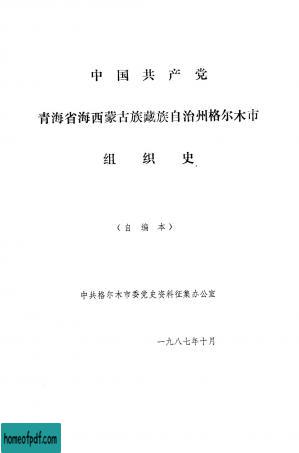 中国共产党
青海省海西蒙古族藏族自治州格尔木市
组织史
（自编本）
中共格尔木市委党史资料征集办公室
一九八七年十月
homeofpdf.com